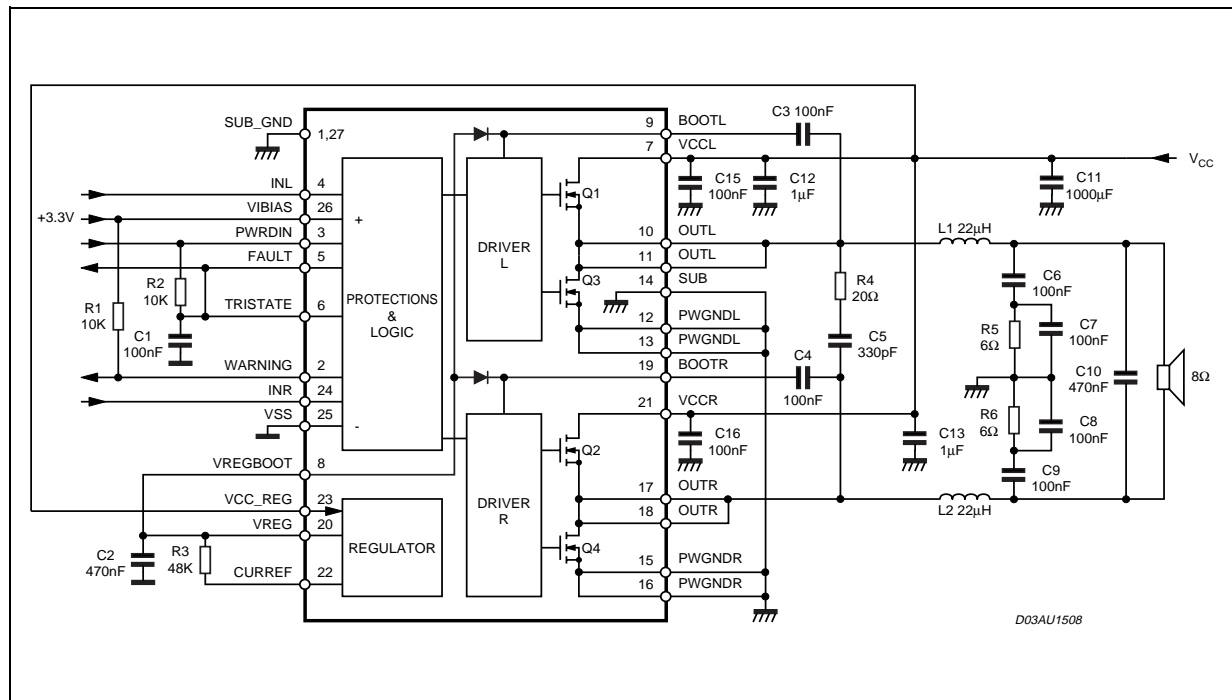 C3 100nF
SUB_GND
1,27
9
BOOTL
7
VCCL
VCC
C15
100nF
C12
1µF
C11
1000µF
INL
4
Q1
+3.3V
VIBIAS
26
+
PWRDIN
3
DRIVER
L
10
OUTL
L1 22µH
FAULT
5
11
OUTL
R2
10K
Q3
14
SUB
R4
20Ω
C6
100nF
R1
10K
TRISTATE
6
PROTECTIONS
&
LOGIC
12
PWGNDL
R5
6Ω
C7
100nF
C1
100nF
13
PWGNDL
C5
330pF
WARNING
2
19
BOOTR
C4
100nF
C10
470nF
8Ω
INR
24
21
VCCR
R6
6Ω
C8
100nF
VSS
25
-
C16
100nF
C13
1µF
Q2
VREGBOOT
8
C9
100nF
VCC_REG
23
DRIVER
R
17
OUTR
VREG
20
18
OUTR
L2 22µH
C2
470nF
R3
48K
REGULATOR
Q4
15
PWGNDR
CURREF
22
16
PWGNDR
D03AU1508